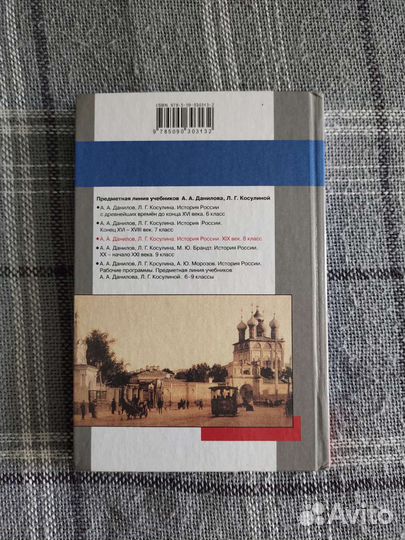 ISBN 978-5-09-030313-2
9 785090 303132
Предметная линия учебников А. А. Данилова, Л. Г. Косулиной
• А. А. Данилов, Л. Г. Косулина. История России
с древнейших времён до конца XVI века. 6 класс
• А. А. Данилов, Л. Г. Косулина. История России.
Конец XVI – XVIII век. 7 класс
• А. А. Данилов, Л. Г. Косулина. История России. XIX век. 8 класс
• А. А. Данилов, Л. Г. Косулина, М. Ю. Брандт. История России.
XX – начало XXI века. 9 класс
• А. А. Данилов, Л. Г. Косулина, А. Ю. Морозов. История России.
Рабочие программы. Предметная линия учебников
А. А. Данилова, Л. Г. Косулиной. 6-9 классы
Avito